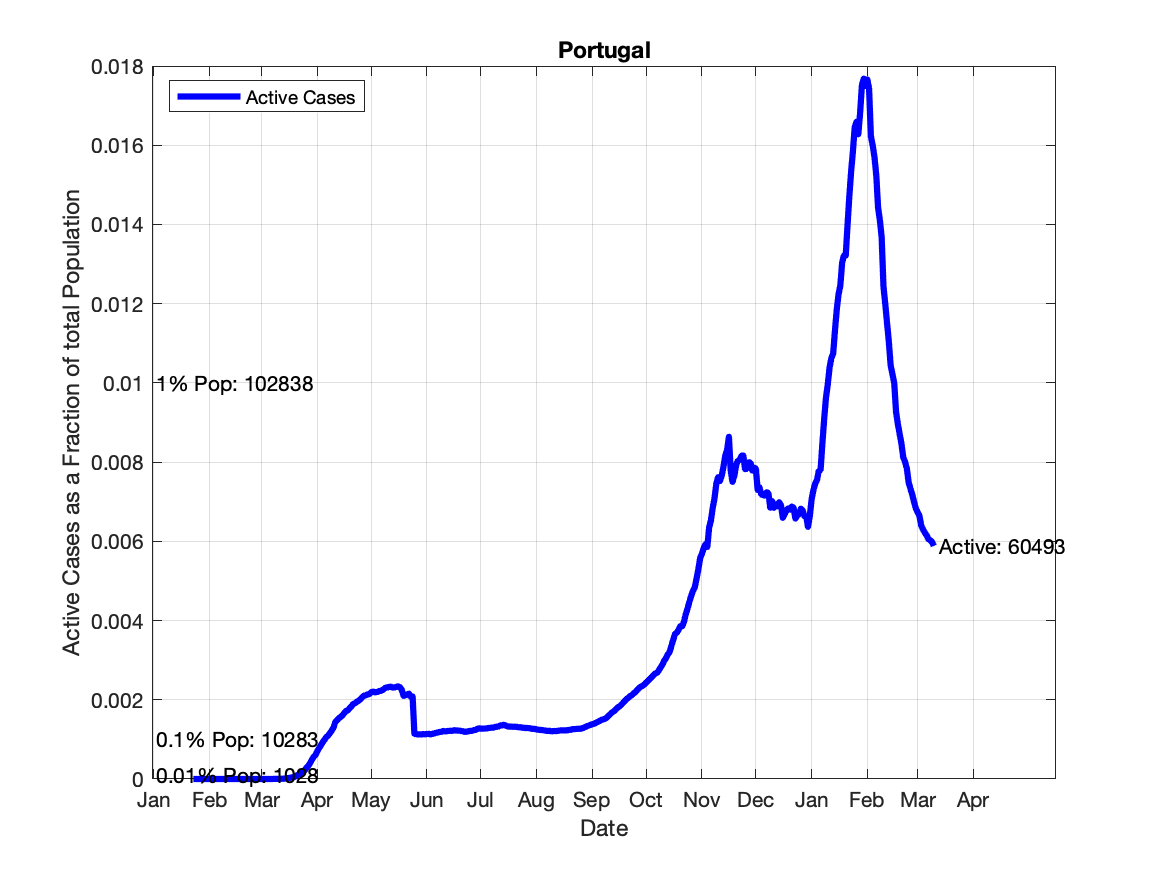 Portugal
0.018
0.016
0.014
0.012
0.01
0.008
0.006
0.004
0.002
0
Active Cases as a Fraction of total Population
Active Cases
1% Pop: 102838
0.1% Pop: 10283
0.01% Pop: 1028
Active: 60493
Jan Feb Mar Apr May Jun Jul Aug Sep Oct Nov Dec Jan Feb Mar Apr
Date